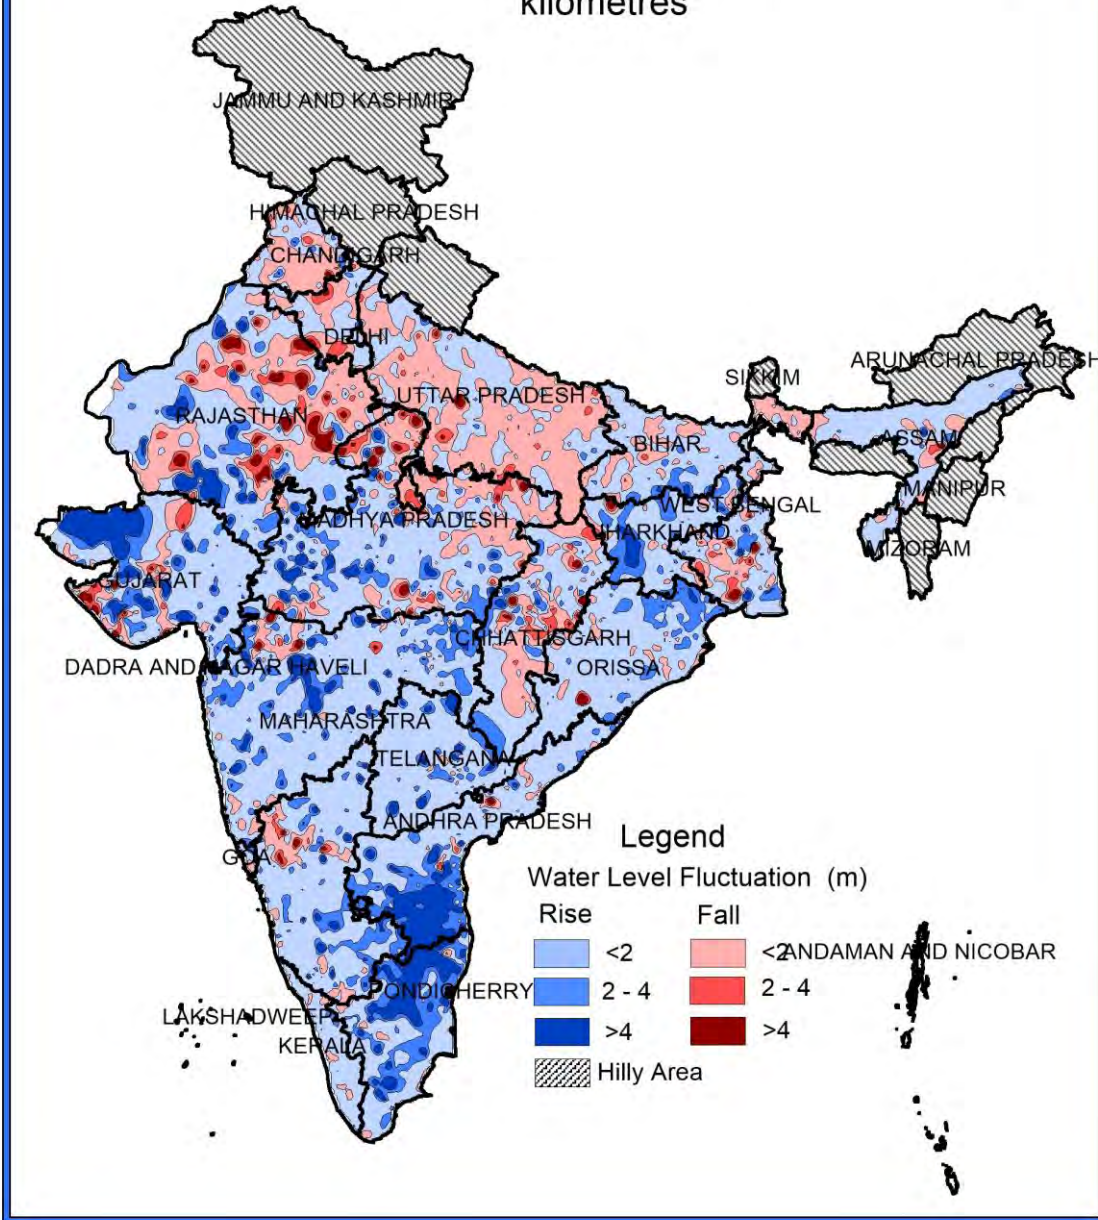 kilometres
JAMMU AND KASHMIR
HIMACHAL PRADESH
CHANDIGARH
DELHI
ARUNACHAL PRADESH
SIKKIM
UTTAR PRADESH
RAJASTHAN
BIHAR
ASSAM
MANIPUR
WEST BENGAL
MADHYA PRADESH
JHARKHAND
MIZORAM
GUJARAT
CHHATTISGARH
DADRA AND NAGAR HAVELI
ORISSA
MAHARASHTRA
TELANGANA
ANDHRA PRADESH
GOA
Legend
Water Level Fluctuation (m)
Rise Fall
<2 <2
ANDAMAN AND NICOBAR
2 - 4 2 - 4
PONDICHERRY
LAKSHADWEEP
>4 >4
KERALA
Hilly Area